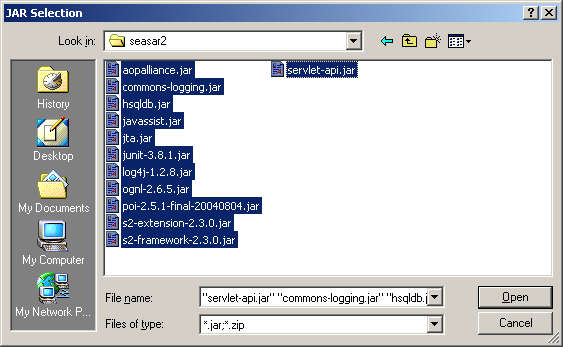 JAR Selection
Look in: seasar2
History
Desktop
My Documents
My Computer
My Network P...
aopalliance.jar
commons-logging.jar
hsqldb.jar
javassist.jar
jta.jar
junit-3.8.1.jar
log4j-1.2.8.jar
ognl-2.6.5.jar
poi-2.5.1-final-20040804.jar
s2-extension-2.3.0.jar
s2-framework-2.3.0.jar
servlet-api.jar
File name: "servlet-api.jar" "commons-logging.jar" "hsqldb.j
Open
Files of type: *.jar;*.zip
Cancel